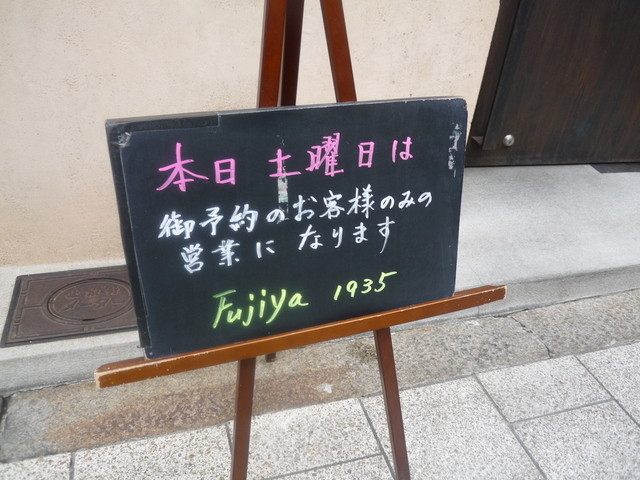 本日 土曜日は
御予約のお客様のみの
営業に なります
Fujiya 1935